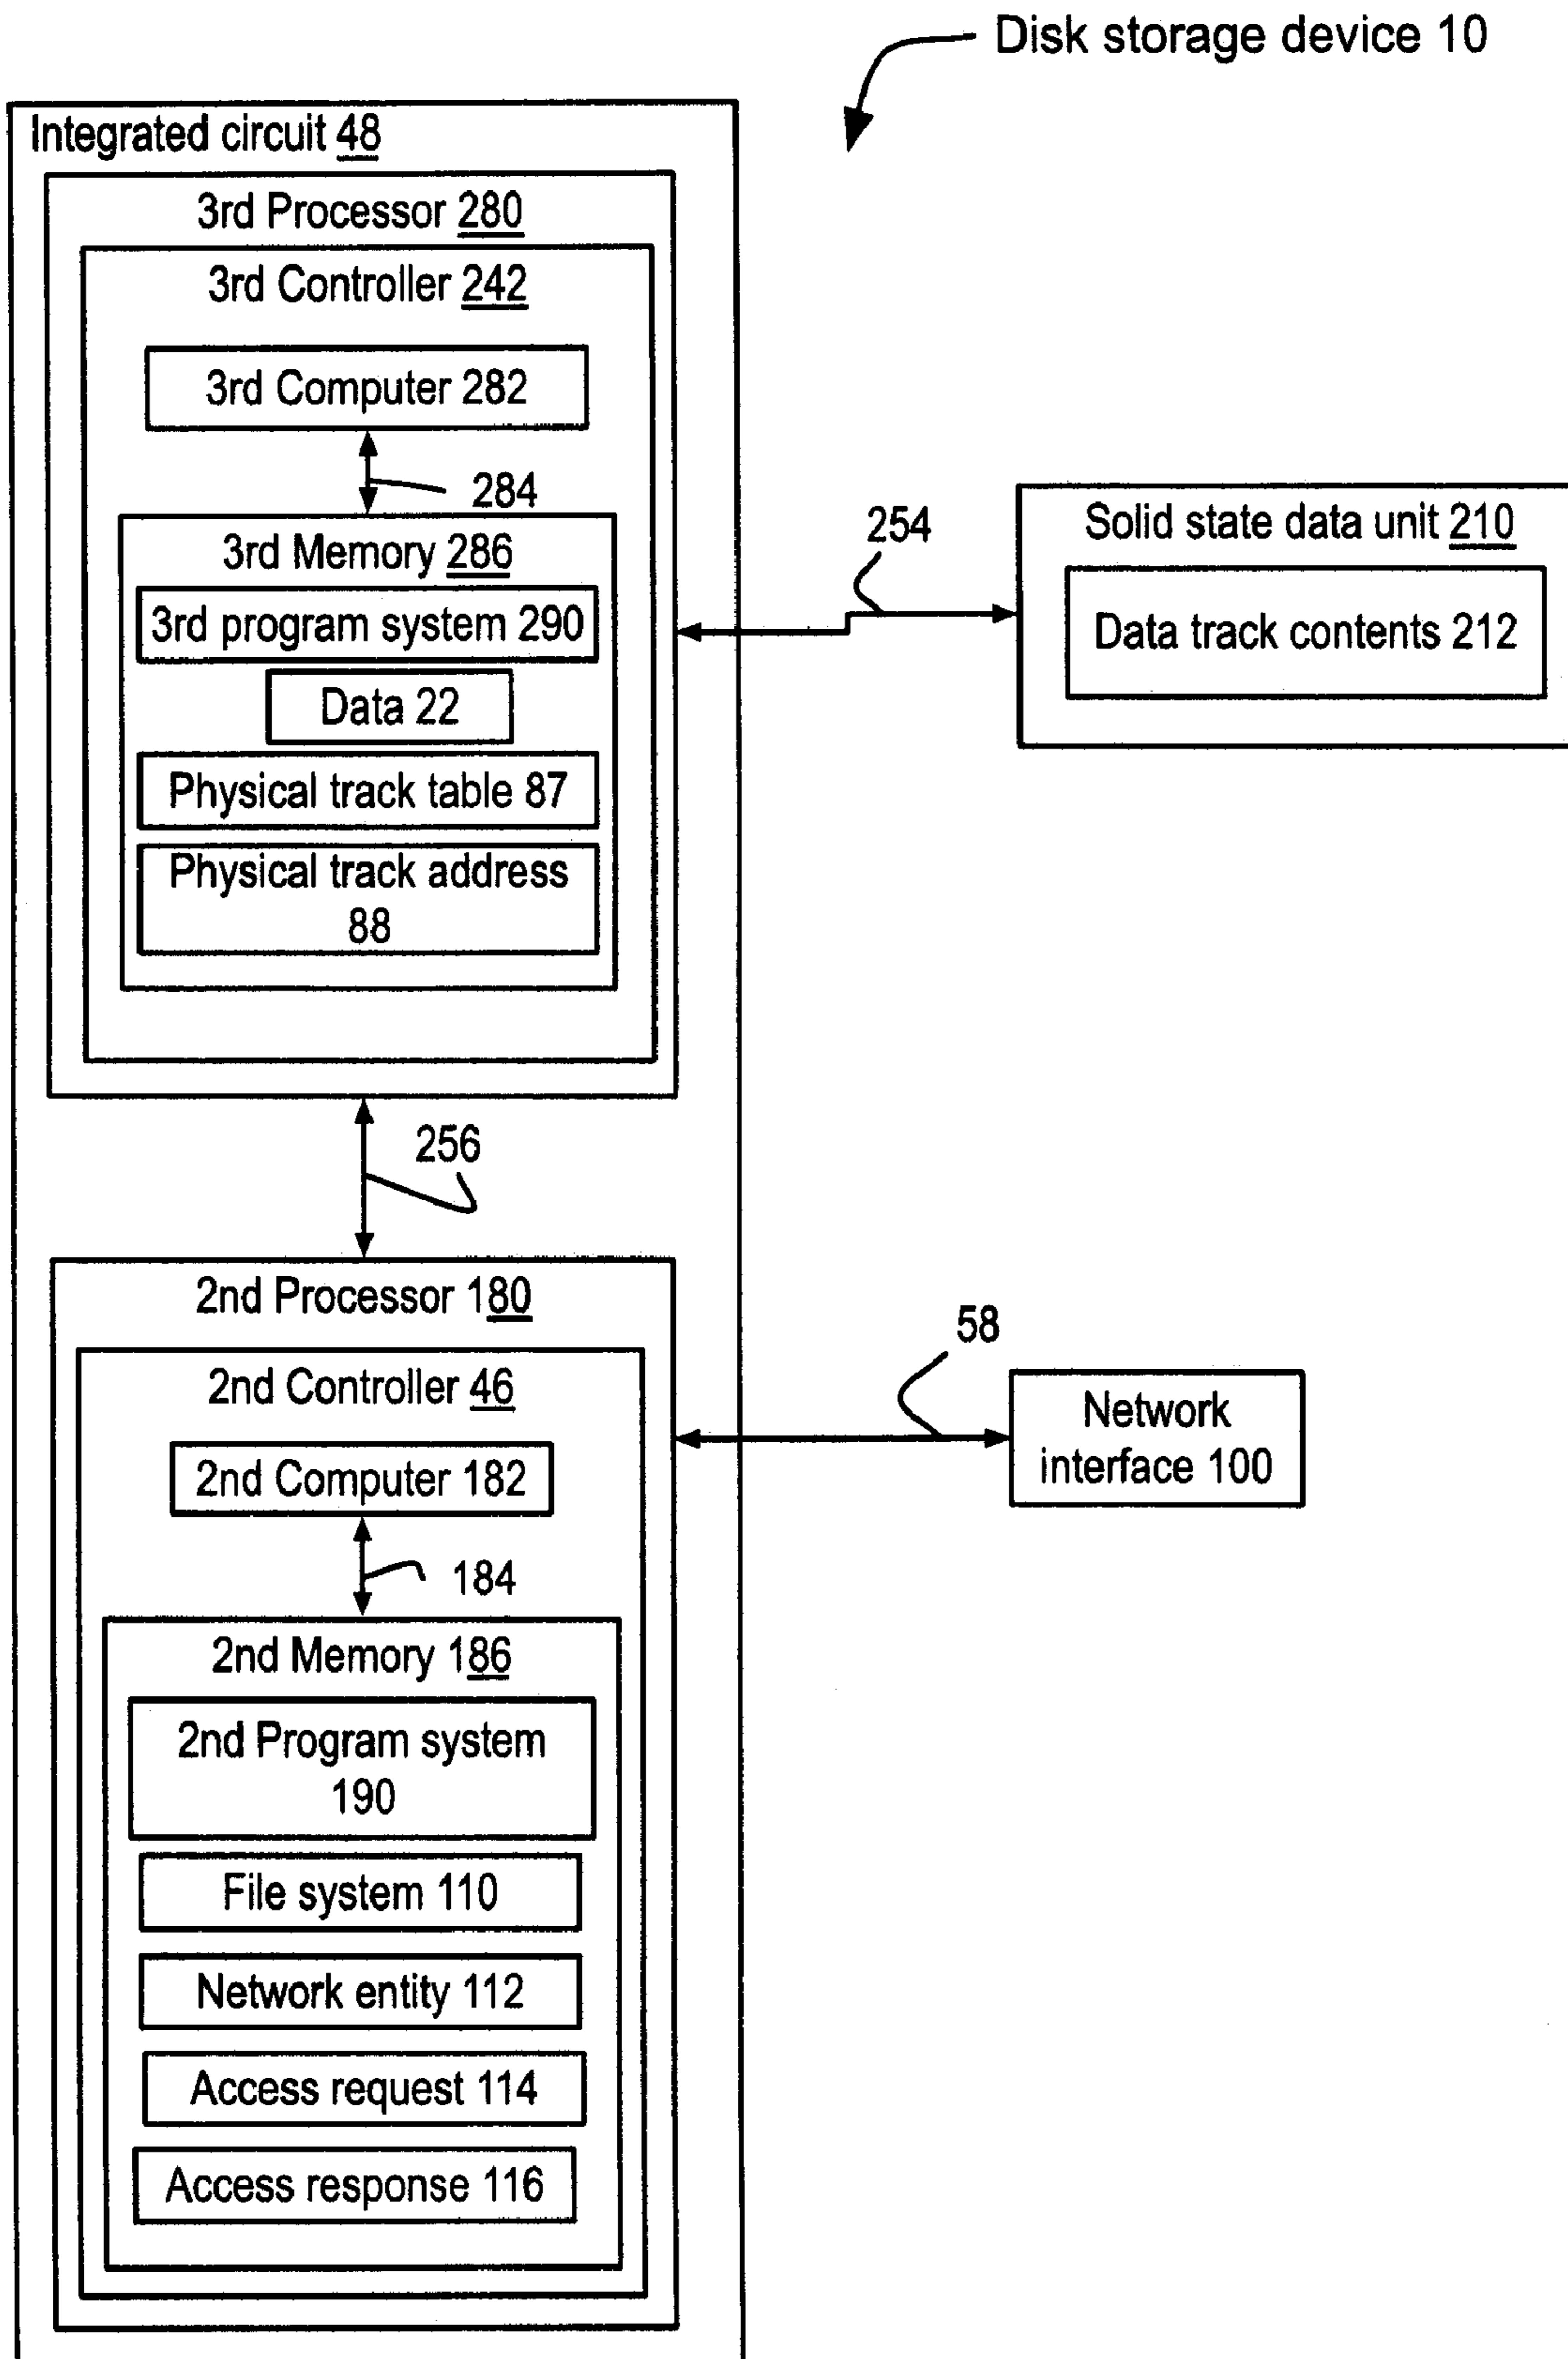 Disk storage device 10
Integrated circuit 48
3rd Processor 280
3rd Controller 242
3rd Computer 282
284
3rd Memory 286
3rd program system 290
Data 22
Physical track table 87
Physical track address
88
254
Solid state data unit 210
Data track contents 212
256
2nd Processor 180
2nd Controller 46
2nd Computer 182
184
2nd Memory 186
2nd Program system
190
File system 110
Network entity 112
Access request 114
Access response 116
58
Network
interface 100